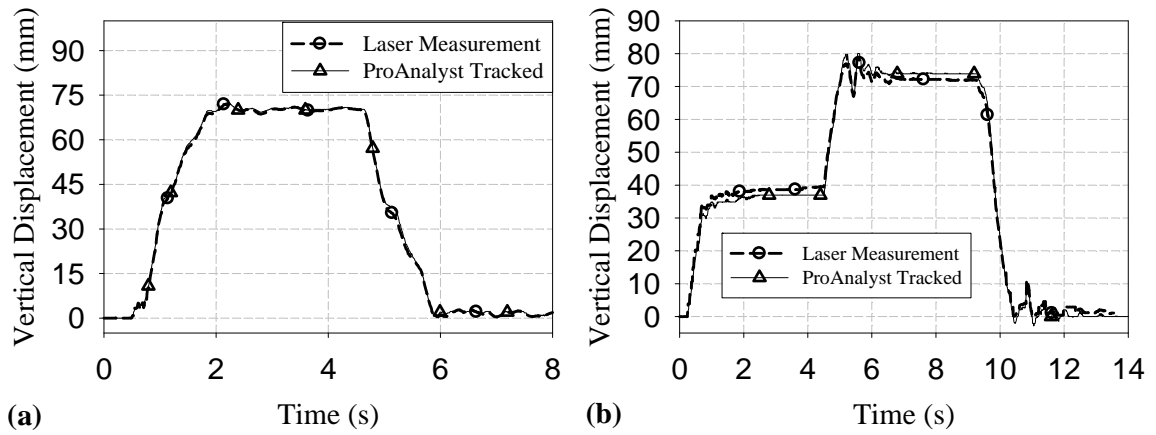 Vertical Displacement (mm)
90
75
60
45
30
15
0
Laser Measurement
ProAnalyst Tracked
0 2 4 6 8
Time (s)
(a)
Vertical Displacement (mm)
90
80
70
60
50
40
30
20
10
0
Laser Measurement
ProAnalyst Tracked
0 2 4 6 8 10 12 14
Time (s)
(b)